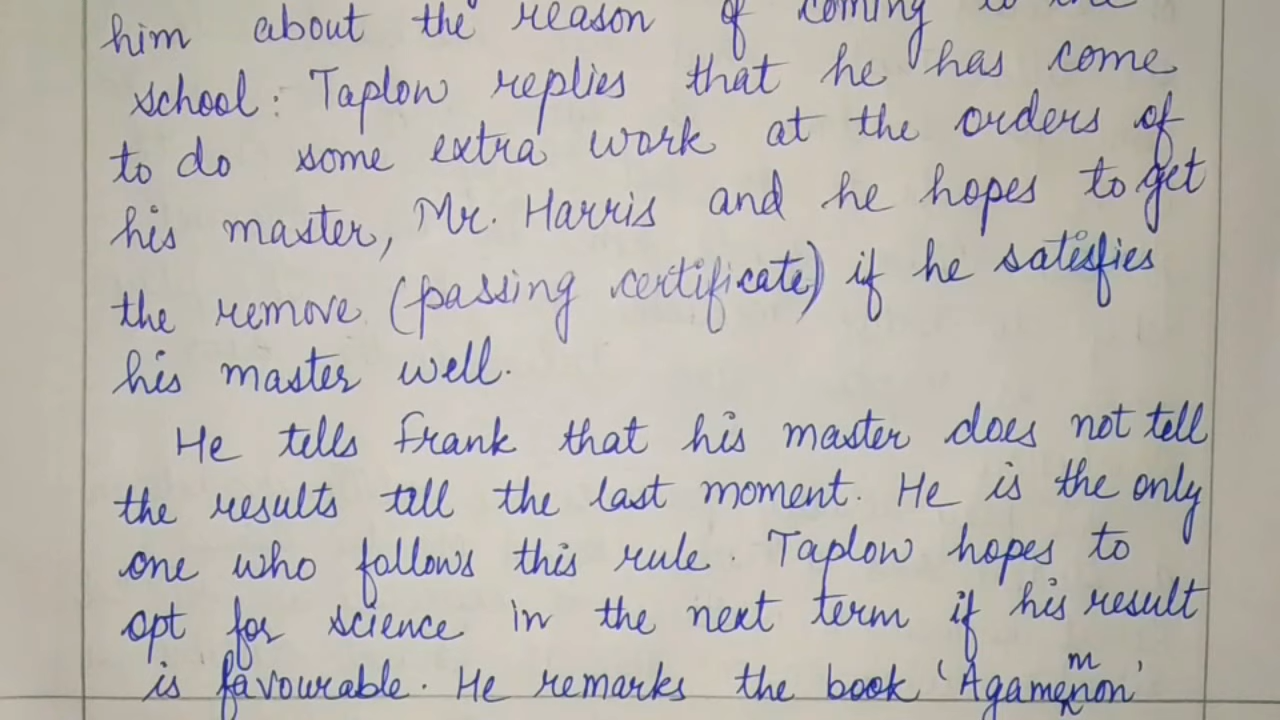 him about the reason of coming to the
school: Taplow replies that he has come
to do some extra work at the orders of
his master, Mr. Harris and he hopes to get
the remove (passing certificate) if he satisfies
his master well.
He tells Frank that his master does not tell
the results till the last moment. He is the only
one who follows this rule. Taplow hopes to
opt for science in the next term if his result
is favourable. He remarks the book 'Agamemnon'